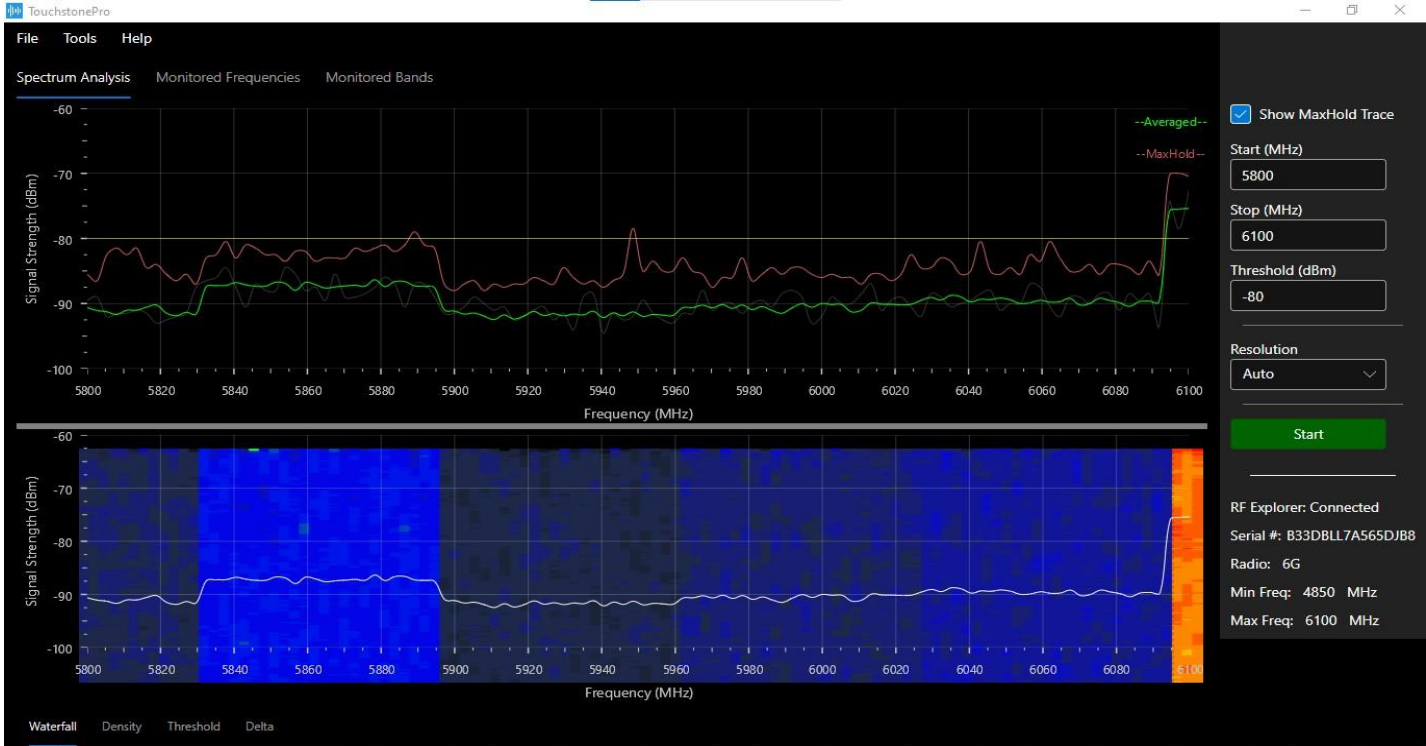 TouchstonePro
File Tools Help
Spectrum Analysis Monitored Frequencies Monitored Bands
-60
-70
-80
-90
-100
Signal Strength (dBm)
--Averaged--
--MaxHold--
5800 5820 5840 5860 5880 5900 5920 5940 5960 5980 6000 6020 6040 6060 6080 6100
Frequency (MHz)
-60
-70
-80
-90
-100
Signal Strength (dBm)
5800 5820 5840 5860 5880 5900 5920 5940 5960 5980 6000 6020 6040 6060 6080 6100
Frequency (MHz)
Waterfall Density Threshold Delta
Show MaxHold Trace
Start (MHz)
5800
Stop (MHz)
6100
Threshold (dBm)
-80
Resolution
Auto
Start
RF Explorer: Connected
Serial #: B33DBLL7A565DJB8
Radio: 6G
Min Freq: 4850 MHz
Max Freq: 6100 MHz